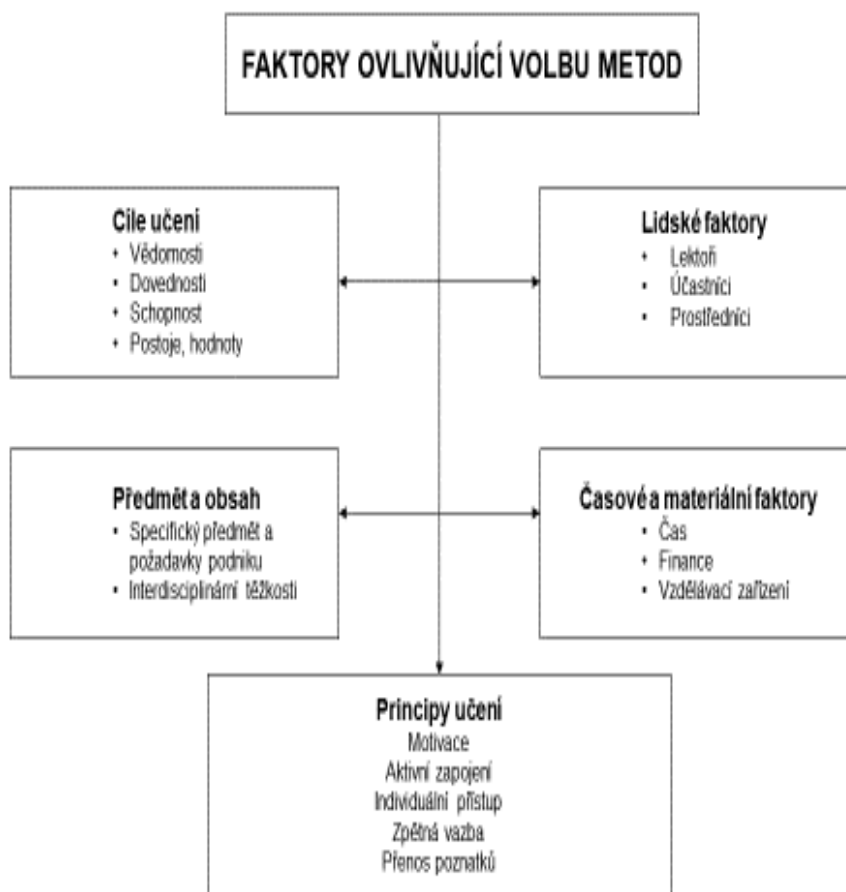 FAKTORY OVLIVŇUJÍCÍ VOLBU METOD
Cíle učení
Vědomosti
Dovednosti
Schopnost
Postoje, hodnoty
Lidské faktory
Lektoři
Účastníci
Prostředníci
Předmět a obsah
Specifický předmět a
požadavky podniku
Interdisciplinární těžkosti
Časové a materiální faktory
Čas
Finance
Vzdělávací zařízení
Principy učení
Motivace
Aktivní zapojení
Individuální přístup
Zpětná vazba
Přenos poznatků